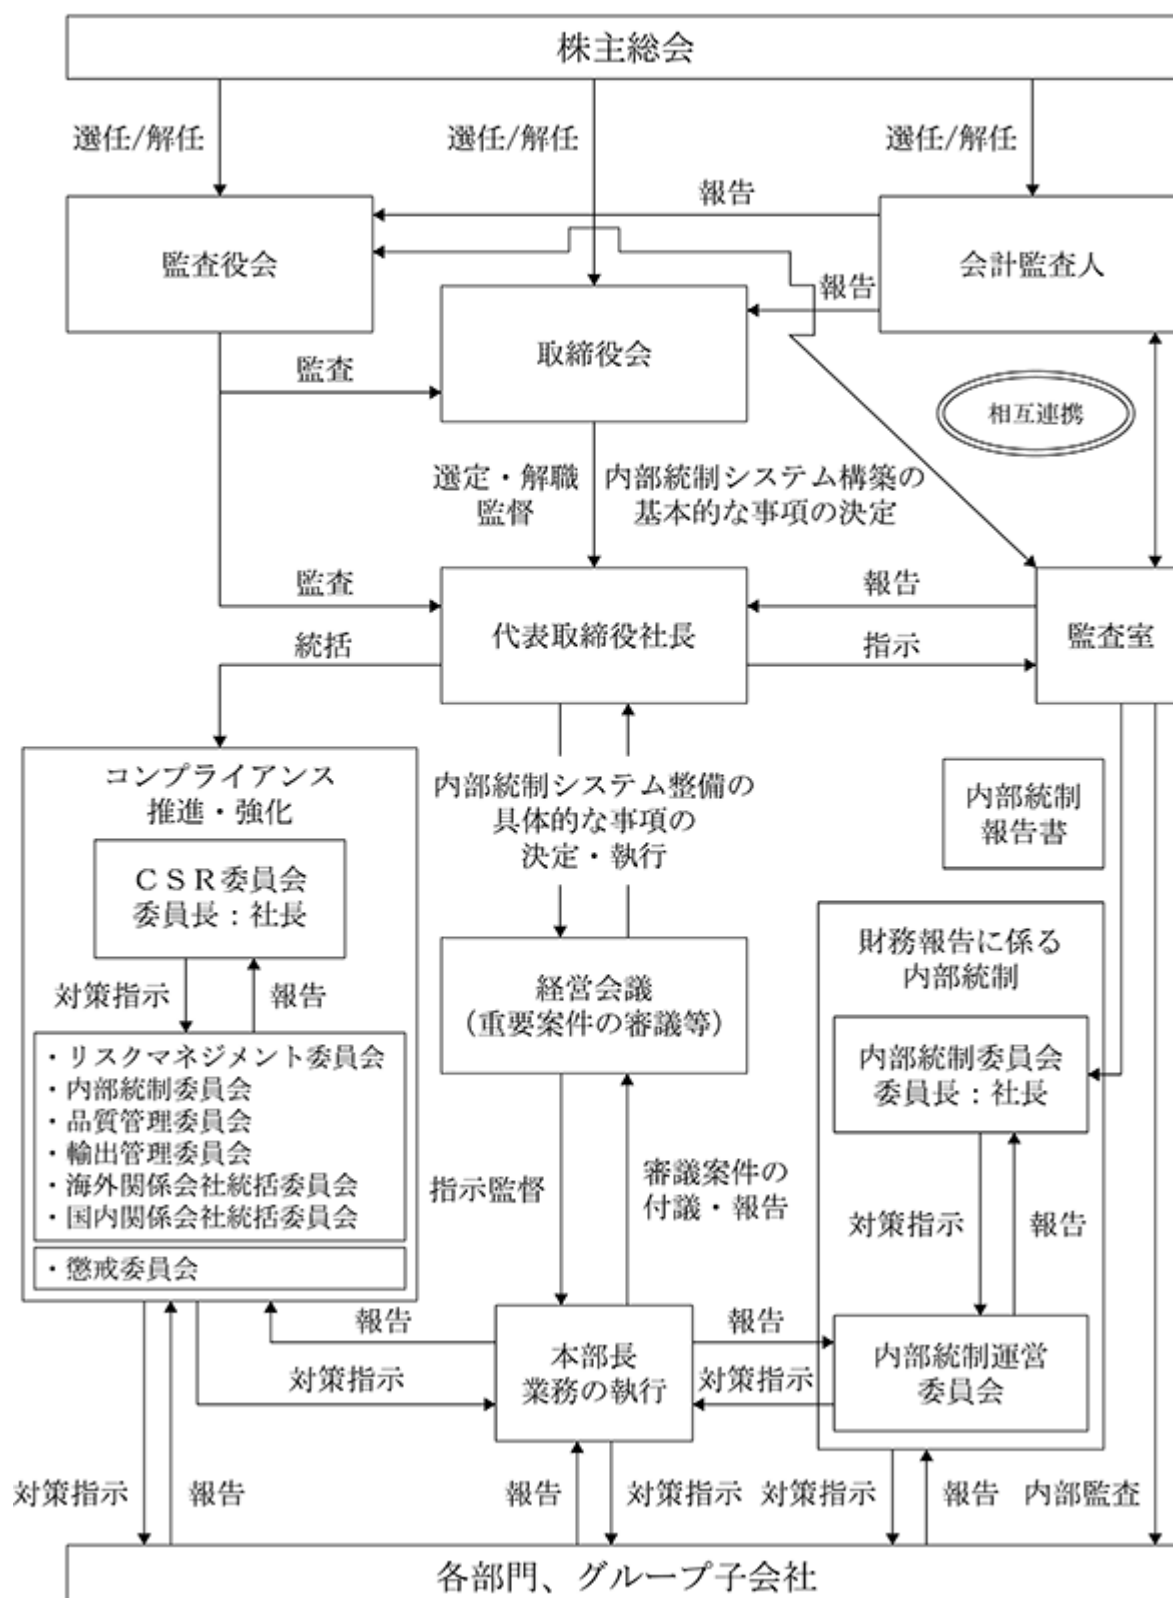 株主総会
選任/解任
選任/解任
選任/解任
報告
監査役会
会計監査人
報告
取締役会
監査
相互連携
選定・解職
監督
内部統制システム構築の
基本的な事項の決定
監査
報告
代表取締役社長
監査室
統括
指示
コンプライアンス
推進・強化
内部統制システム整備の
具体的な事項の
決定・執行
内部統制
報告書
ＣＳＲ委員会
委員長：社長
財務報告に係る
内部統制
対策指示
報告
経営会議
（重要案件の審議等）
内部統制委員会
委員長：社長
・リスクマネジメント委員会
・内部統制委員会
・品質管理委員会
・輸出管理委員会
・海外関係会社統括委員会
・国内関係会社統括委員会
・懲戒委員会
指示監督
審議案件の
付議・報告
対策指示
報告
報告
本部長
業務の執行
報告
内部統制運営
委員会
対策指示
対策指示
対策指示
報告
報告
対策指示
対策指示
報告
内部監査
各部門、グループ子会社